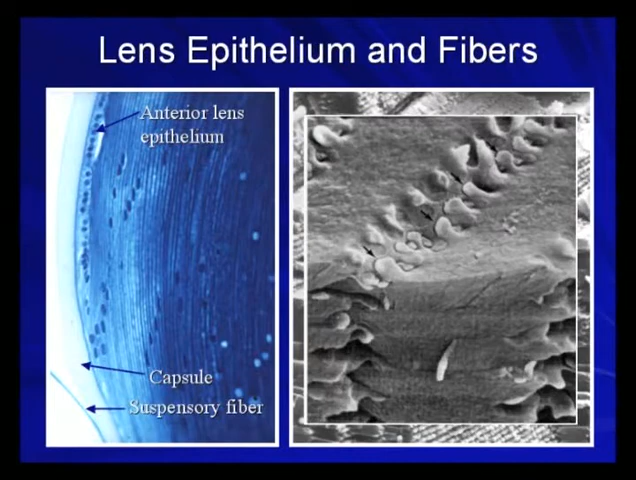 Lens Epithelium and Fibers
Anterior lens
epithelium
Capsule
Suspensory fiber